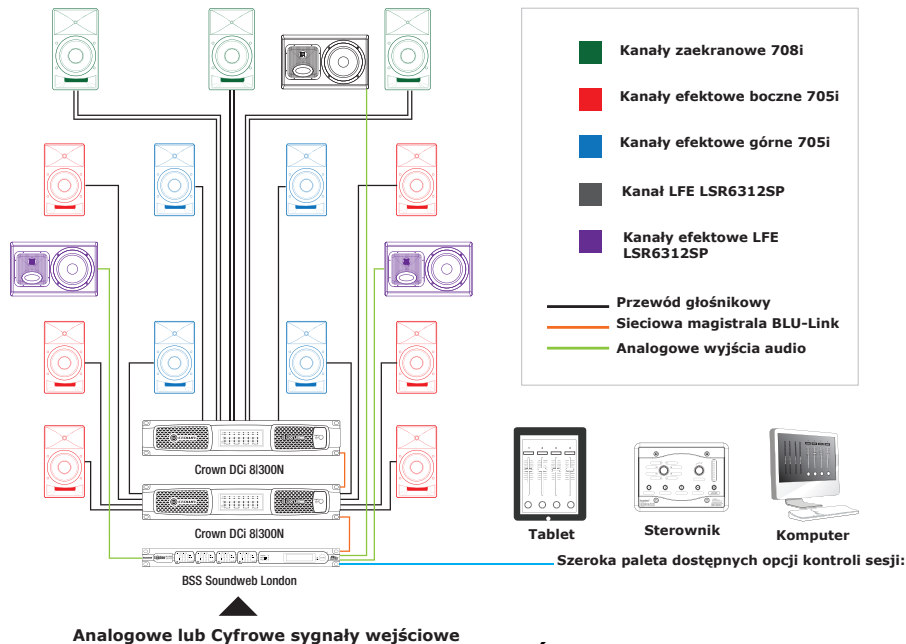 Kanały zaekranowe 708i
Kanały efektowe boczne 705i
Kanały efektowe górne 705i
Kanał LFE LSR6312SP
Kanały efektowe LFE
LSR6312SP
Przewód głośnikowy
Sieciowa magistrala BLU-Link
Analogowe wyjścia audio
Crown DCi 8|300N
Crown DCi 8|300N
BSS Soundweb London
Tablet
Sterownik
Komputer
Szeroka paleta dostępnych opcji kontroli sesji:
Analogowe lub Cyfrowe sygnały wejściowe